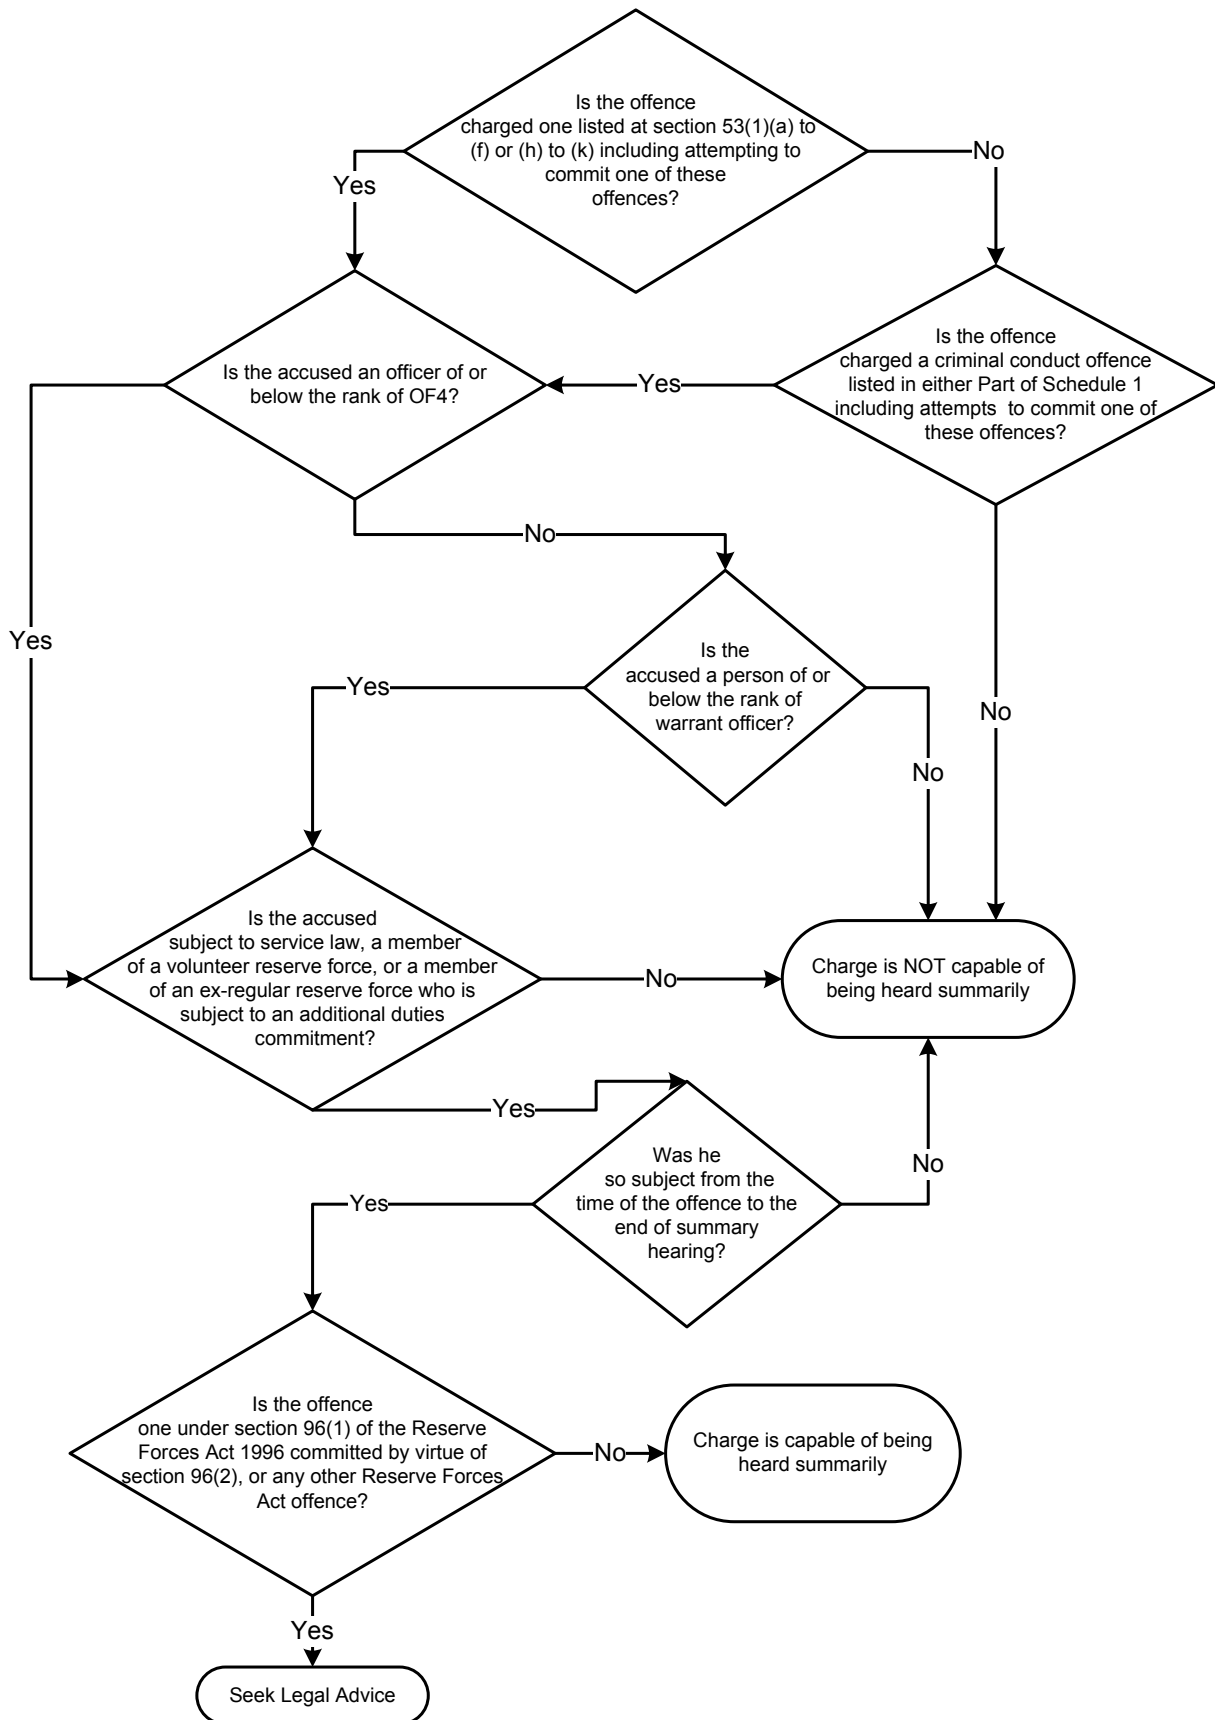 Is the offence
charged one listed at section 53(1)(a) to
(f) or (h) to (k) including attempting to
commit one of these
offences?
No
Yes
Is the offence
charged a criminal conduct offence
listed in either Part of Schedule 1
including attempts to commit one of
these offences?
Is the accused an officer of or
below the rank of OF4?
Yes
No
Yes
Is the
accused a person of or
below the rank of
warrant officer?
Yes
No
No
Is the accused
subject to service law, a member
of a volunteer reserve force, or a member
of an ex-regular reserve force who is
subject to an additional duties
commitment?
No
Charge is NOT capable of
being heard summarily
Yes
Was he
so subject from the
time of the offence to the
end of summary
hearing?
No
Yes
Is the offence
one under section 96(1) of the Reserve
Forces Act 1996 committed by virtue of
section 96(2), or any other Reserve Forces
Act offence?
No
Charge is capable of being
heard summarily
Yes
Seek Legal Advice